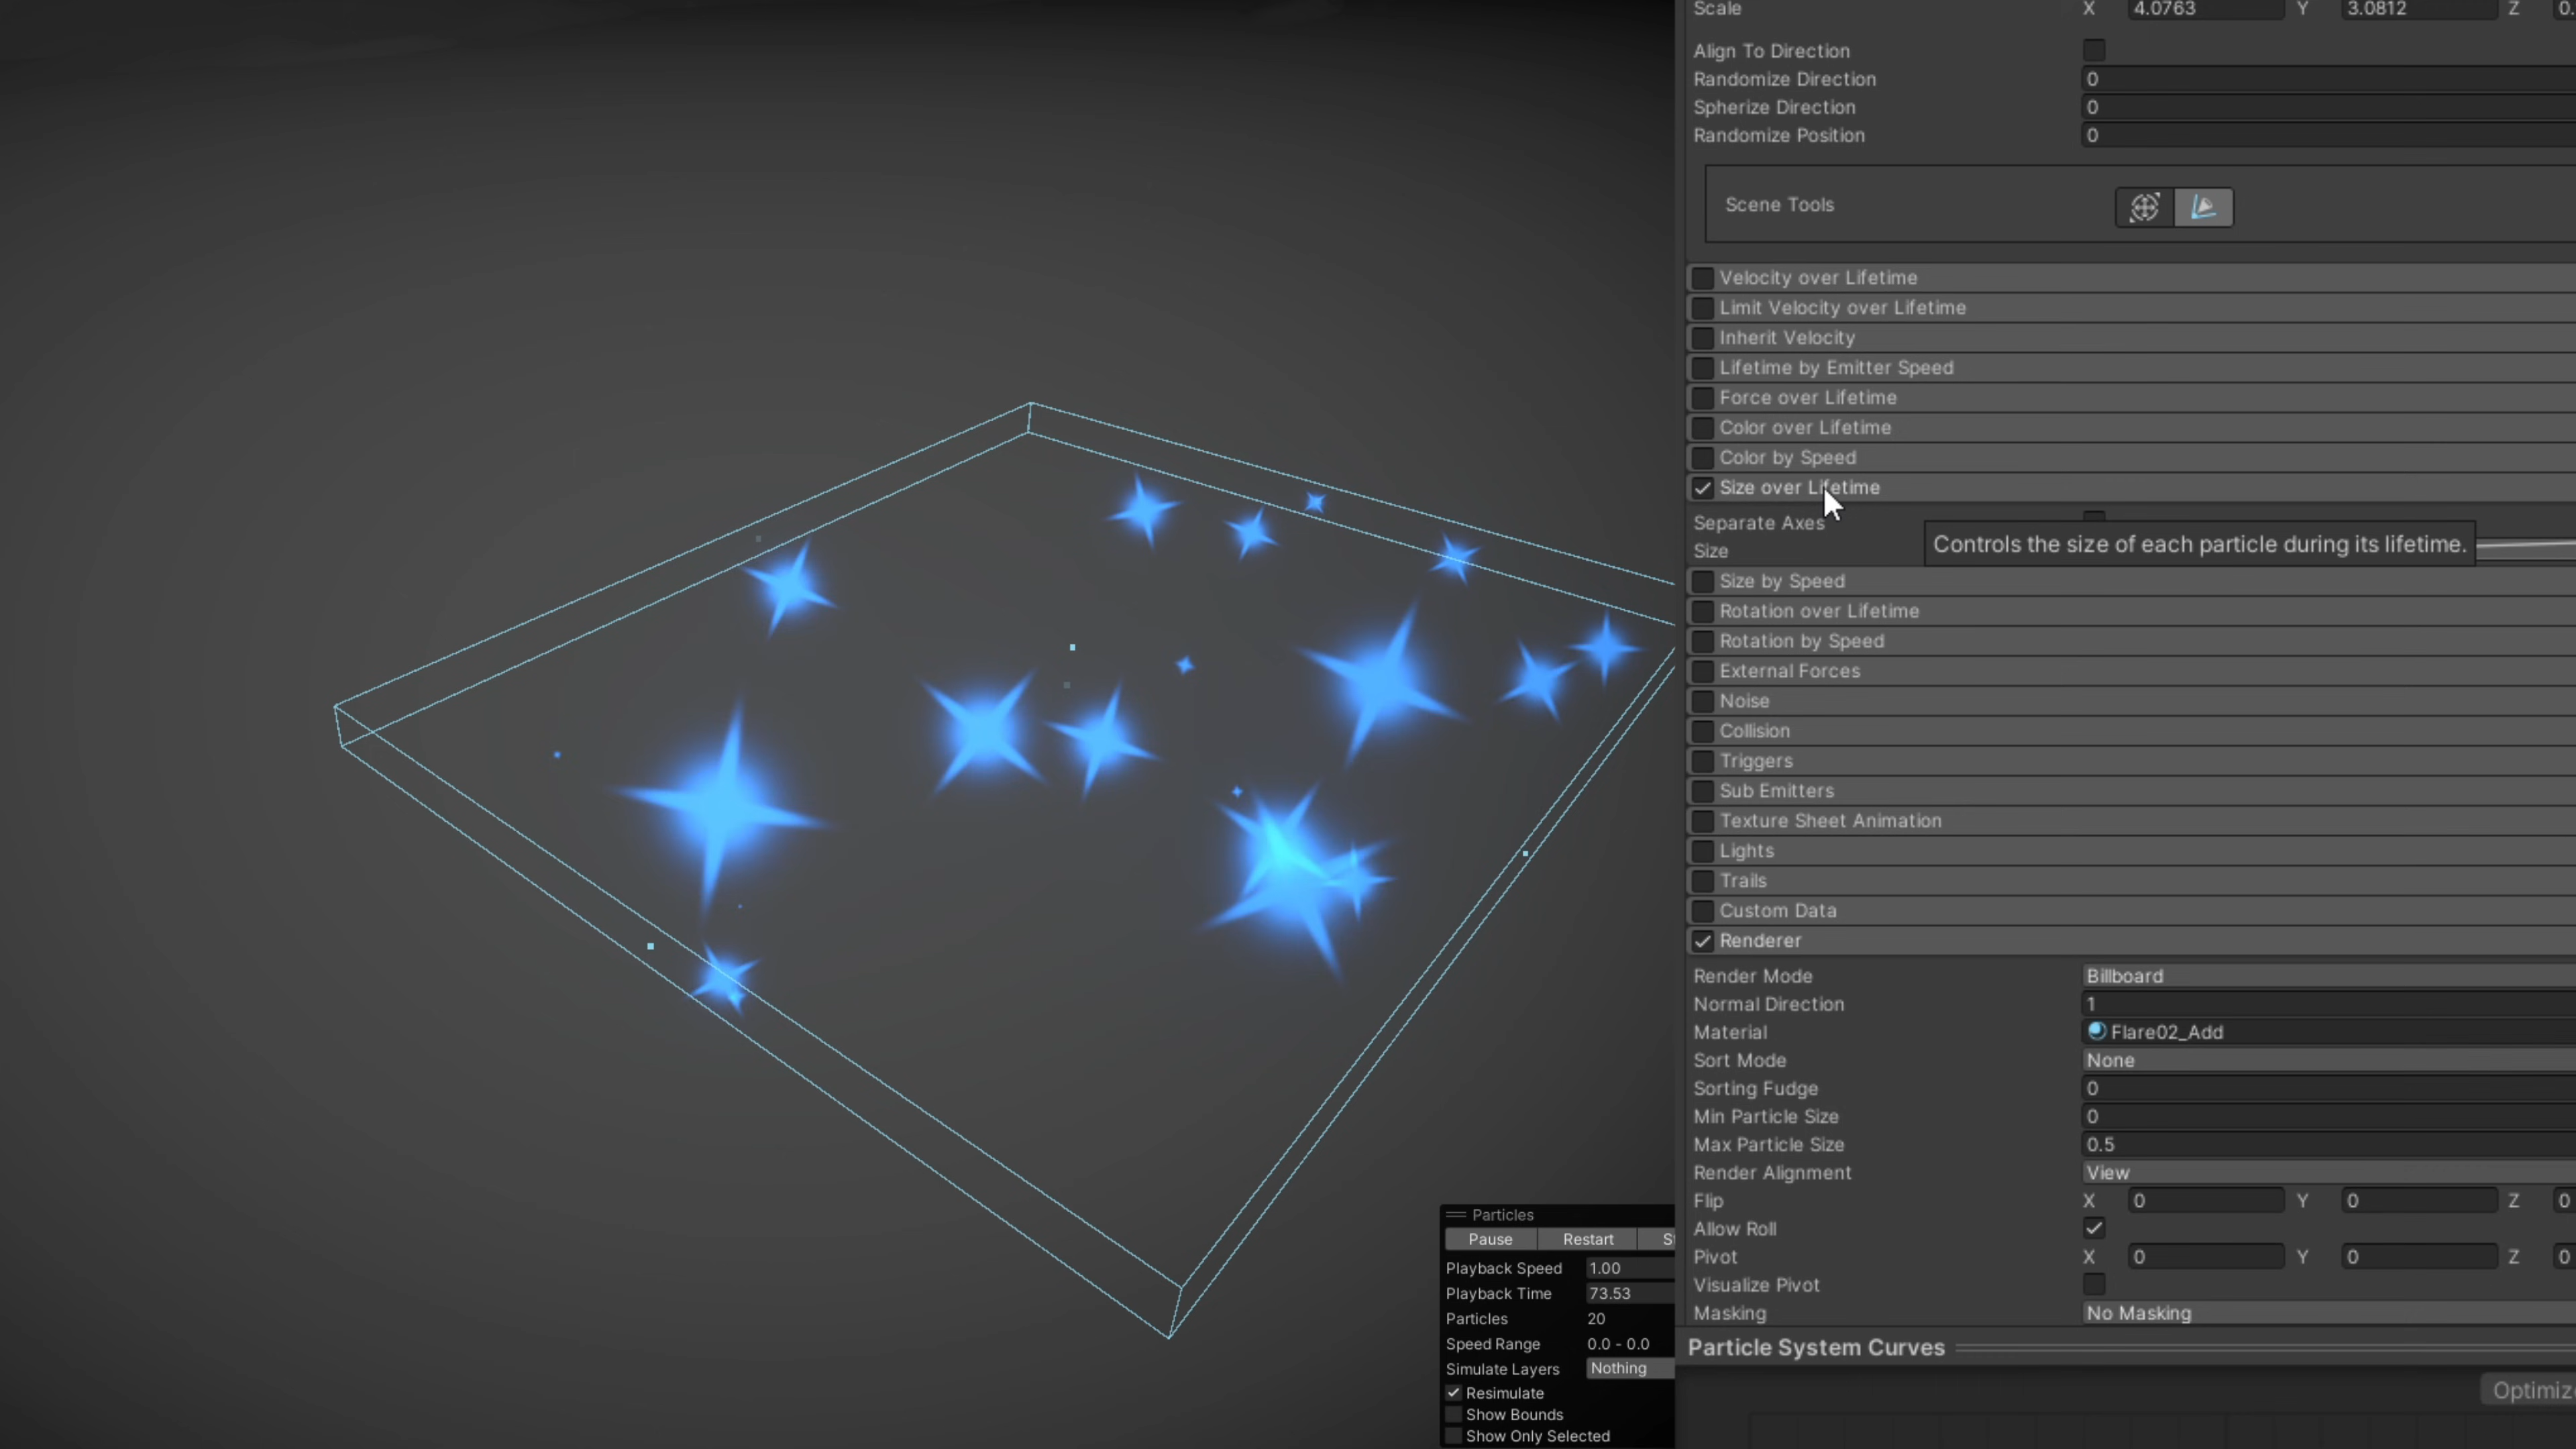 Scale X 4.0763 Y 3.0812 Z 0.
Align To Direction
Randomize Direction 0
Spherize Direction 0
Randomize Position 0
Scene Tools
Velocity over Lifetime
Limit Velocity over Lifetime
Inherit Velocity
Lifetime by Emitter Speed
Force over Lifetime
Color over Lifetime
Color by Speed
Size over Lifetime
Separate Axes
Controls the size of each particle during its lifetime.
Size
Size by Speed
Rotation over Lifetime
Rotation by Speed
External Forces
Noise
Collision
Triggers
Sub Emitters
Texture Sheet Animation
Lights
Trails
Custom Data
Renderer
Render Mode Billboard
Normal Direction 1
Material Flare02_Add
Sort Mode None
Sorting Fudge 0
Min Particle Size 0
Max Particle Size 0.5
Render Alignment View
Flip X 0 Y 0 Z 0
Allow Roll
Pivot X 0 Y 0 Z 0
Visualize Pivot
Masking No Masking
Particle System Curves
Optimiz
Particles
Pause Restart S
Playback Speed 1.00
Playback Time 73.53
Particles 20
Speed Range 0.0 - 0.0
Simulate Layers Nothing
Resimulate
Show Bounds
Show Only Selected